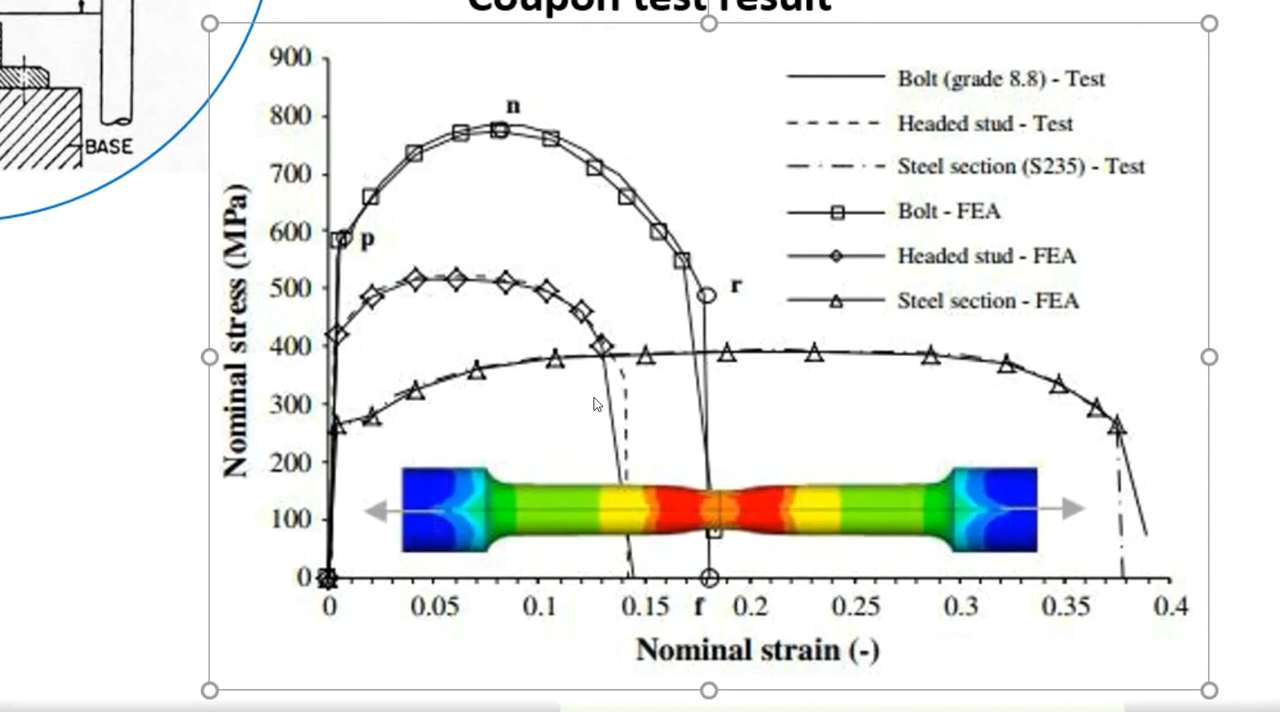 Coupon test result
BASE
900
800
700
600
500
400
300
200
100
0
Nominal stress (MPa)
n
p
r
f
Bolt (grade 8.8) - Test
Headed stud - Test
Steel section (S235) - Test
Bolt - FEA
Headed stud - FEA
Steel section - FEA
0 0.05 0.1 0.15 0.2 0.25 0.3 0.35 0.4
Nominal strain (-)